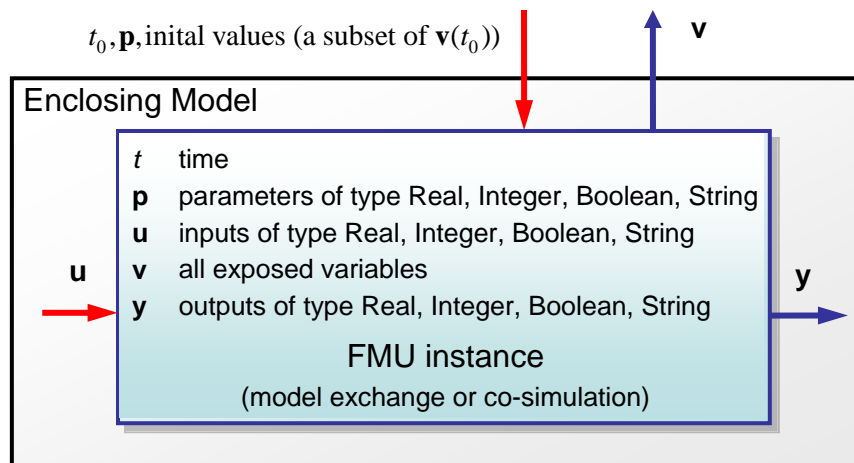 t₀, p, inital values (a subset of v(t₀))
v
Enclosing Model
t time
p parameters of type Real, Integer, Boolean, String
u inputs of type Real, Integer, Boolean, String
v all exposed variables
y outputs of type Real, Integer, Boolean, String
u
y
FMU instance
(model exchange or co-simulation)